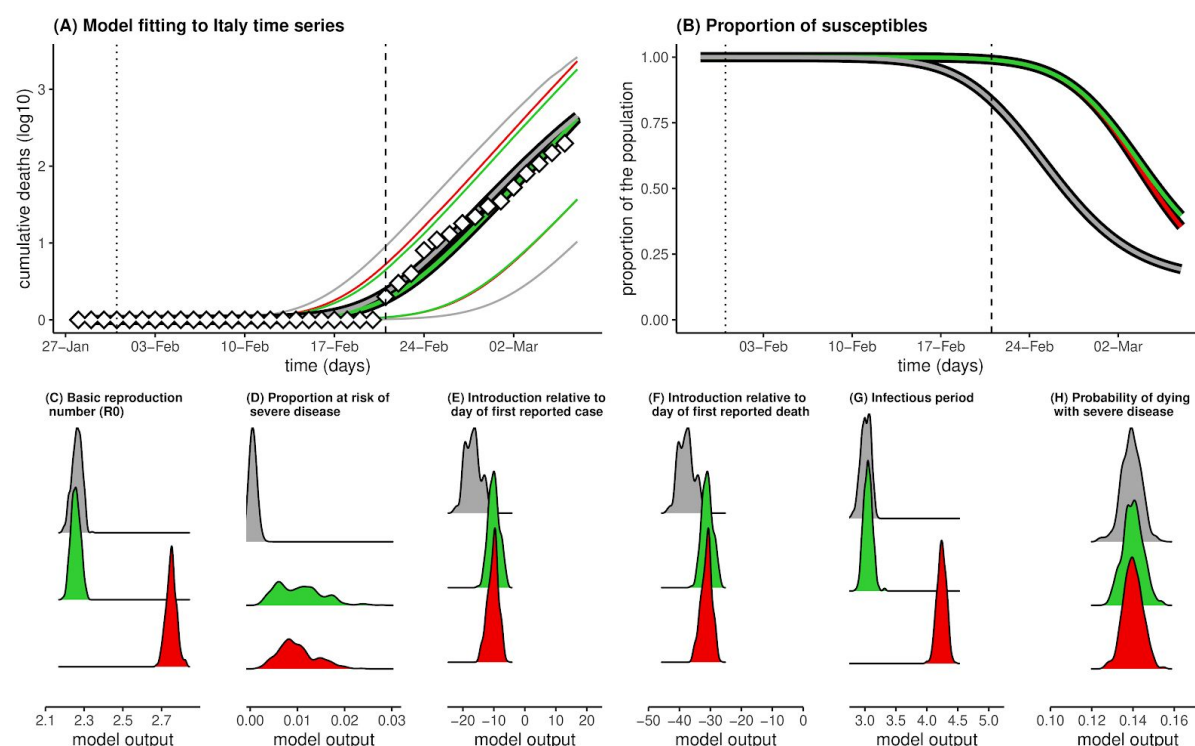 (A) Model fitting to Italy time series
cumulative deaths (log10)
3
2
1
0
27−Jan 03−Feb 10−Feb 17−Feb 24−Feb 02−Mar
time (days)
(B) Proportion of susceptibles
proportion of the population
1.00
0.75
0.50
0.25
0.00
03−Feb 10−Feb 17−Feb 24−Feb 02−Mar
time (days)
(C) Basic reproduction
number (R0)
2.1 2.3 2.5 2.7
model output
(D) Proportion at risk of
severe disease
0.00 0.01 0.02 0.03
model output
(E) Introduction relative to
day of first reported case
−20 −10 0 10 20
model output
(F) Introduction relative to
day of first reported death
−50 −40 −30 −20 −10 0
model output
(G) Infectious period
3.0 3.5 4.0 4.5 5.0
model output
(H) Probability of dying
with severe disease
0.10 0.12 0.14 0.16
model output